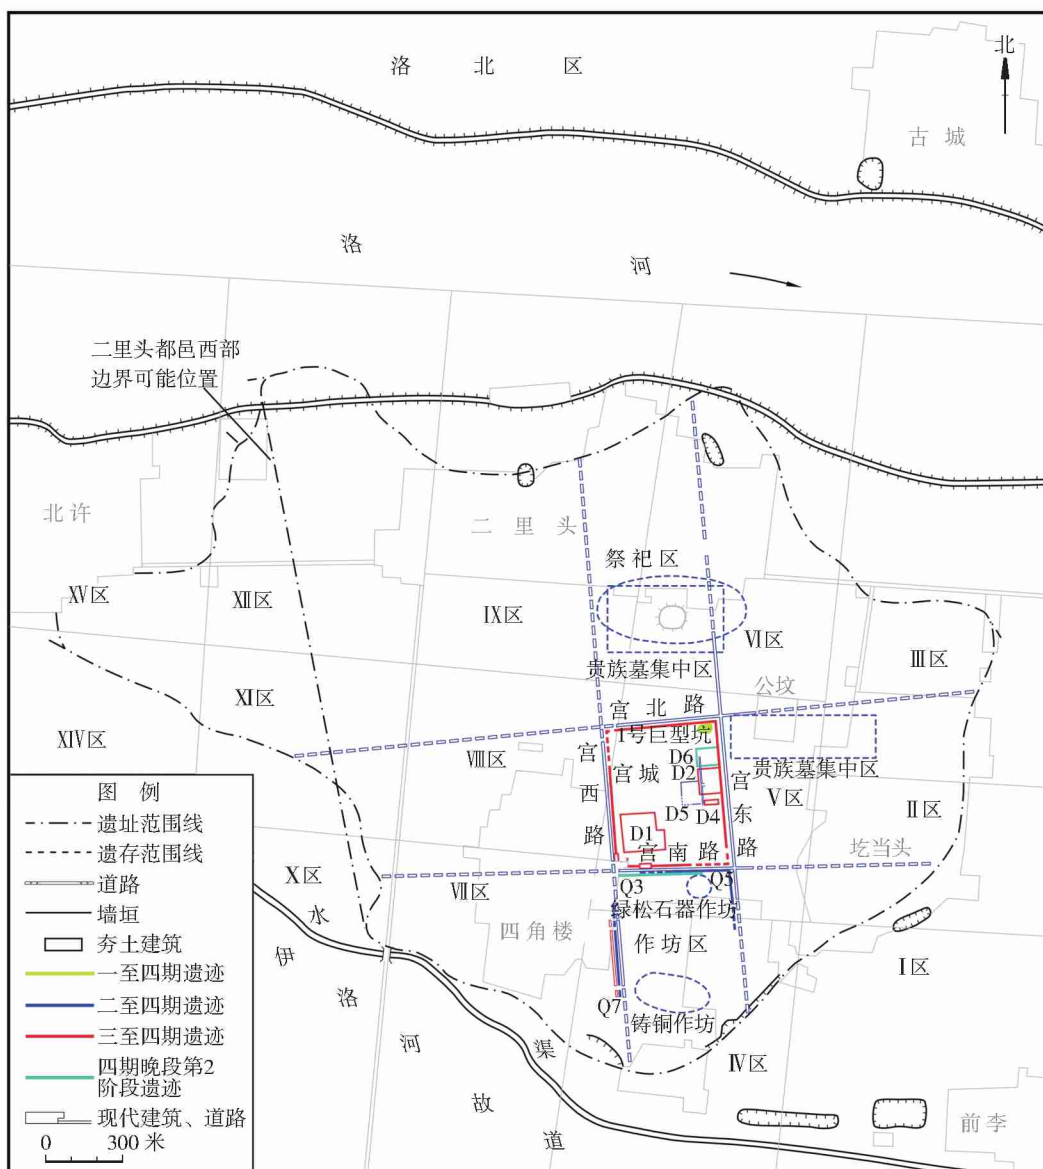 洛 北 区
北
古 城
洛 河
二里头都邑西部
边界可能位置
北许
二 里 头
祭祀区
XV区
XII区
IX区
VI区
III区
贵族墓集中区
公坟
XI区
宫 北 路
XIV区
1号巨型坑
VIII区
宫 西 路
宫城
D6
D2
宫 东 路
贵族墓集中区
V区
II区
D5
D4
D1
宫 南 路
圪当头
X区
VII区
Q3
Q5
绿松石器作坊
四角楼
作 坊 区
I区
Q7
铸铜作坊
IV区
伊 洛 河 故 道
水 渠
前李
图 例
遗址范围线
遗存范围线
道路
墙垣
夯土建筑
一至四期遗迹
二至四期遗迹
三至四期遗迹
四期晚段第2
阶段遗迹
现代建筑、道路
0 300 米